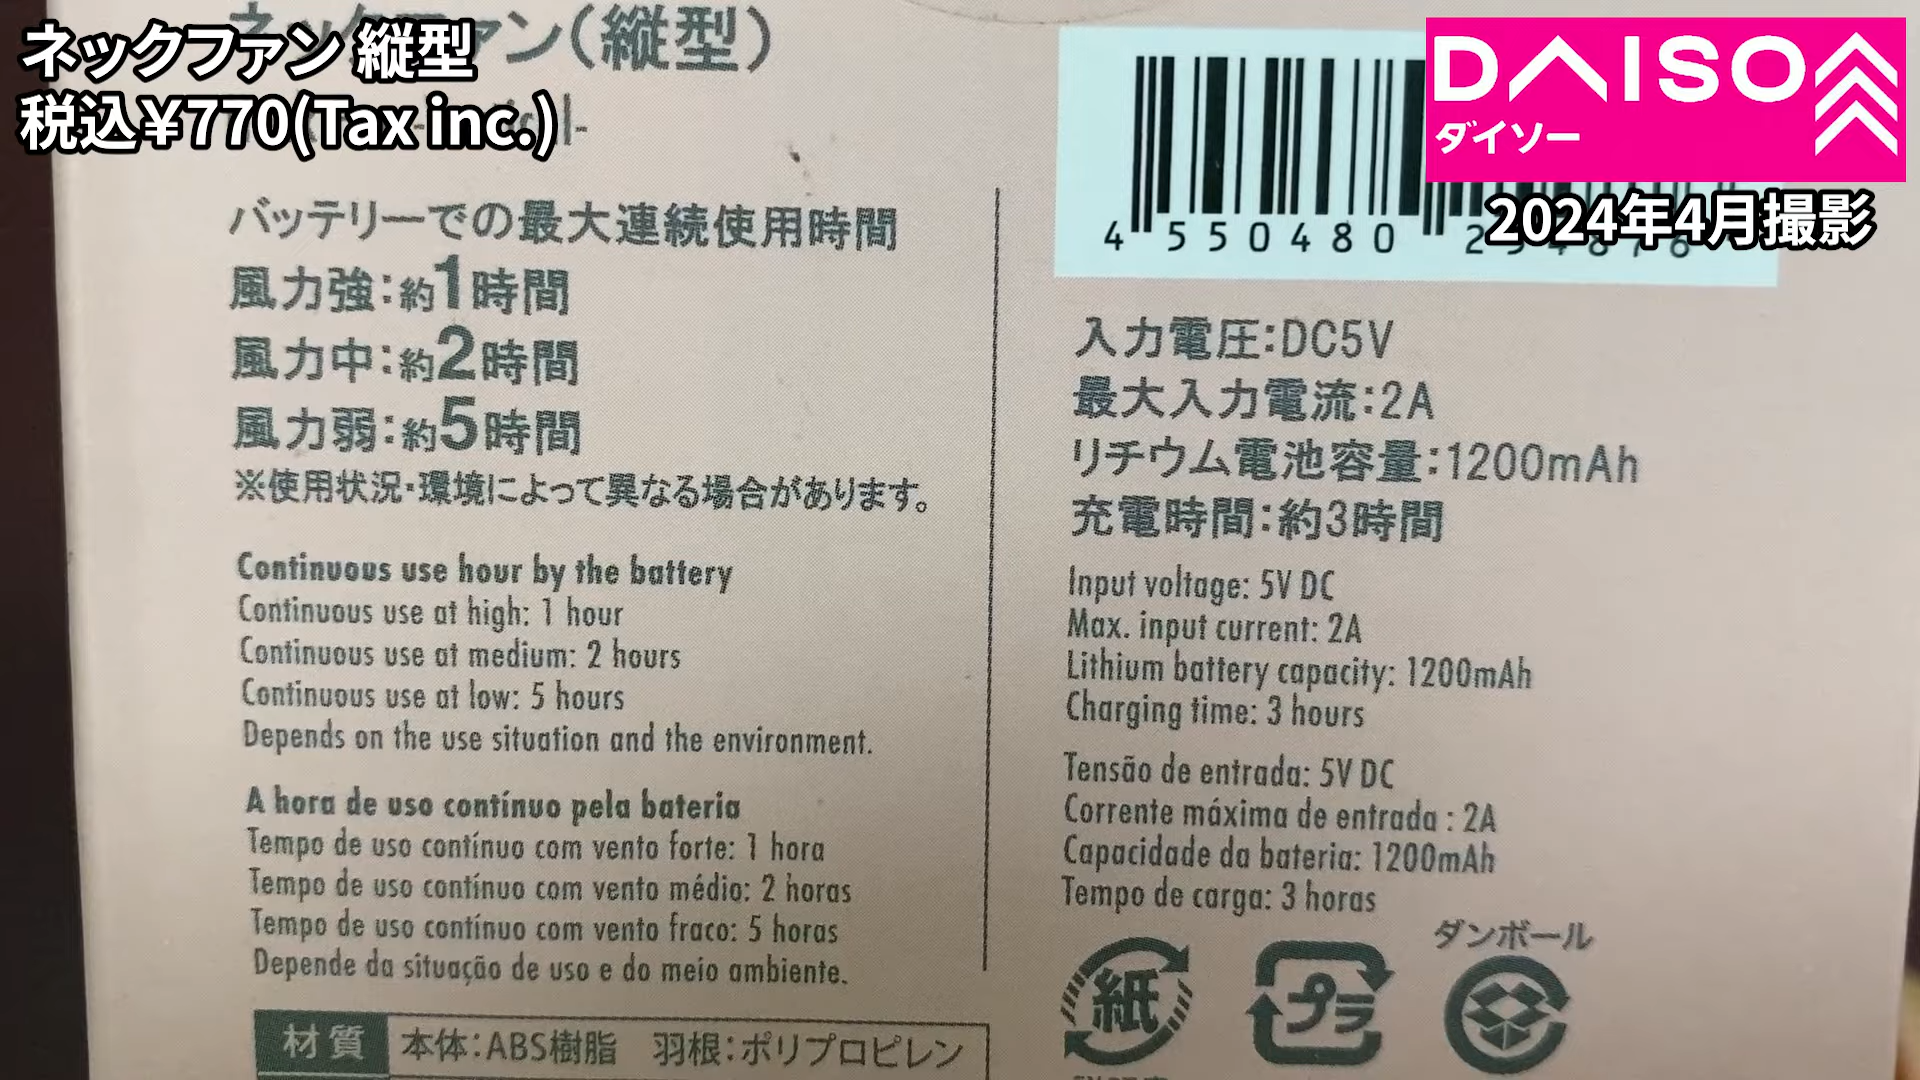 ネックファン 縦型
税込¥770(Tax inc.)
ネックファン(縦型)
DAISO
ダイソー
2024年4月撮影
4 550480
バッテリーでの最大連続使用時間
風力強:約1時間
風力中:約2時間
風力弱:約5時間
※使用状況・環境によって異なる場合があります。
Continuous use hour by the battery
Continuous use at high: 1 hour
Continuous use at medium: 2 hours
Continuous use at low: 5 hours
Depends on the use situation and the environment.
A hora de uso contínuo pela bateria
Tempo de uso contínuo com vento forte: 1 hora
Tempo de uso contínuo com vento médio: 2 horas
Tempo de uso contínuo com vento fraco: 5 horas
Depende da situação de uso e do meio ambiente.
材質 本体:ABS樹脂 羽根:ポリプロピレン
入力電圧:DC5V
最大入力電流:2A
リチウム電池容量:1200mAh
充電時間:約3時間
Input voltage: 5V DC
Max. input current: 2A
Lithium battery capacity: 1200mAh
Charging time: 3 hours
Tensão de entrada: 5V DC
Corrente máxima de entrada : 2A
Capacidade da bateria: 1200mAh
Tempo de carga: 3 horas
ダンボール
紙 プラ